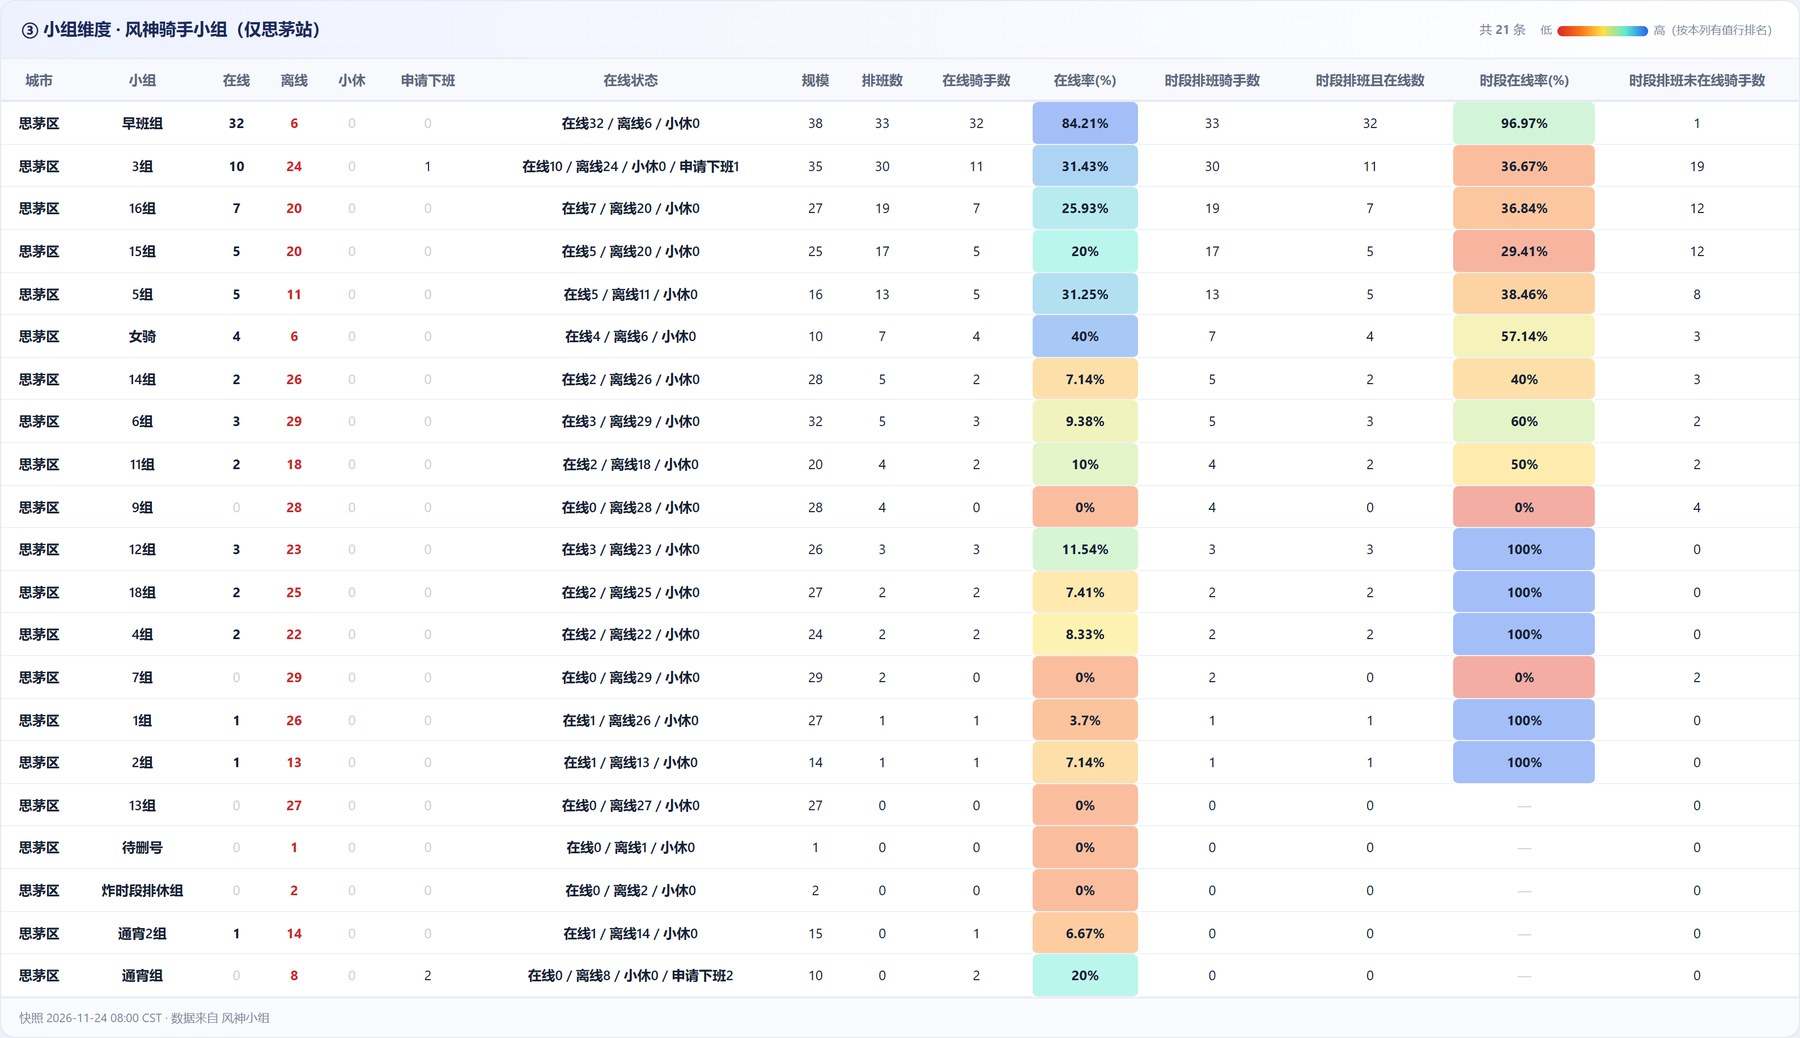 ③ 小组维度 · 风神骑手小组（仅思茅站）
共 21 条 低 高 (按本列有值行排名)
城市 小组 在线 离线 小休 申请下班 在线状态 规模 排班数 在线骑手数 在线率(%) 时段排班骑手数 时段排班且在线数 时段在线率(%) 时段排班未在线骑手数
思茅区 早班组 32 6 0 0 在线32 / 离线6 / 小休0 38 33 32 84.21% 33 32 96.97% 1
思茅区 3组 10 24 0 1 在线10 / 离线24 / 小休0 / 申请下班1 35 30 11 31.43% 30 11 36.67% 19
思茅区 16组 7 20 0 0 在线7 / 离线20 / 小休0 27 19 7 25.93% 19 7 36.84% 12
思茅区 15组 5 20 0 0 在线5 / 离线20 / 小休0 25 17 5 20% 17 5 29.41% 12
思茅区 5组 5 11 0 0 在线5 / 离线11 / 小休0 16 13 5 31.25% 13 5 38.46% 8
思茅区 女骑 4 6 0 0 在线4 / 离线6 / 小休0 10 7 4 40% 7 4 57.14% 3
思茅区 14组 2 26 0 0 在线2 / 离线26 / 小休0 28 5 2 7.14% 5 2 40% 3
思茅区 6组 3 29 0 0 在线3 / 离线29 / 小休0 32 5 3 9.38% 5 3 60% 2
思茅区 11组 2 18 0 0 在线2 / 离线18 / 小休0 20 4 2 10% 4 2 50% 2
思茅区 9组 0 28 0 0 在线0 / 离线28 / 小休0 28 4 0 0% 4 0 0% 4
思茅区 12组 3 23 0 0 在线3 / 离线23 / 小休0 26 3 3 11.54% 3 3 100% 0
思茅区 18组 2 25 0 0 在线2 / 离线25 / 小休0 27 2 2 7.41% 2 2 100% 0
思茅区 4组 2 22 0 0 在线2 / 离线22 / 小休0 24 2 2 8.33% 2 2 100% 0
思茅区 7组 0 29 0 0 在线0 / 离线29 / 小休0 29 2 0 0% 2 0 0% 2
思茅区 1组 1 26 0 0 在线1 / 离线26 / 小休0 27 1 1 3.7% 1 1 100% 0
思茅区 2组 1 13 0 0 在线1 / 离线13 / 小休0 14 1 1 7.14% 1 1 100% 0
思茅区 13组 0 27 0 0 在线0 / 离线27 / 小休0 27 0 0 0% 0 0 — 0
思茅区 待删号 0 1 0 0 在线0 / 离线1 / 小休0 1 0 0 0% 0 0 — 0
思茅区 炸时段排休组 0 2 0 0 在线0 / 离线2 / 小休0 2 0 0 0% 0 0 — 0
思茅区 通宵2组 1 14 0 0 在线1 / 离线14 / 小休0 15 0 1 6.67% 0 0 — 0
思茅区 通宵组 0 8 0 2 在线0 / 离线8 / 小休0 / 申请下班2 10 0 2 20% 0 0 — 0
快照 2026-11-24 08:00 CST · 数据来自 风神小组